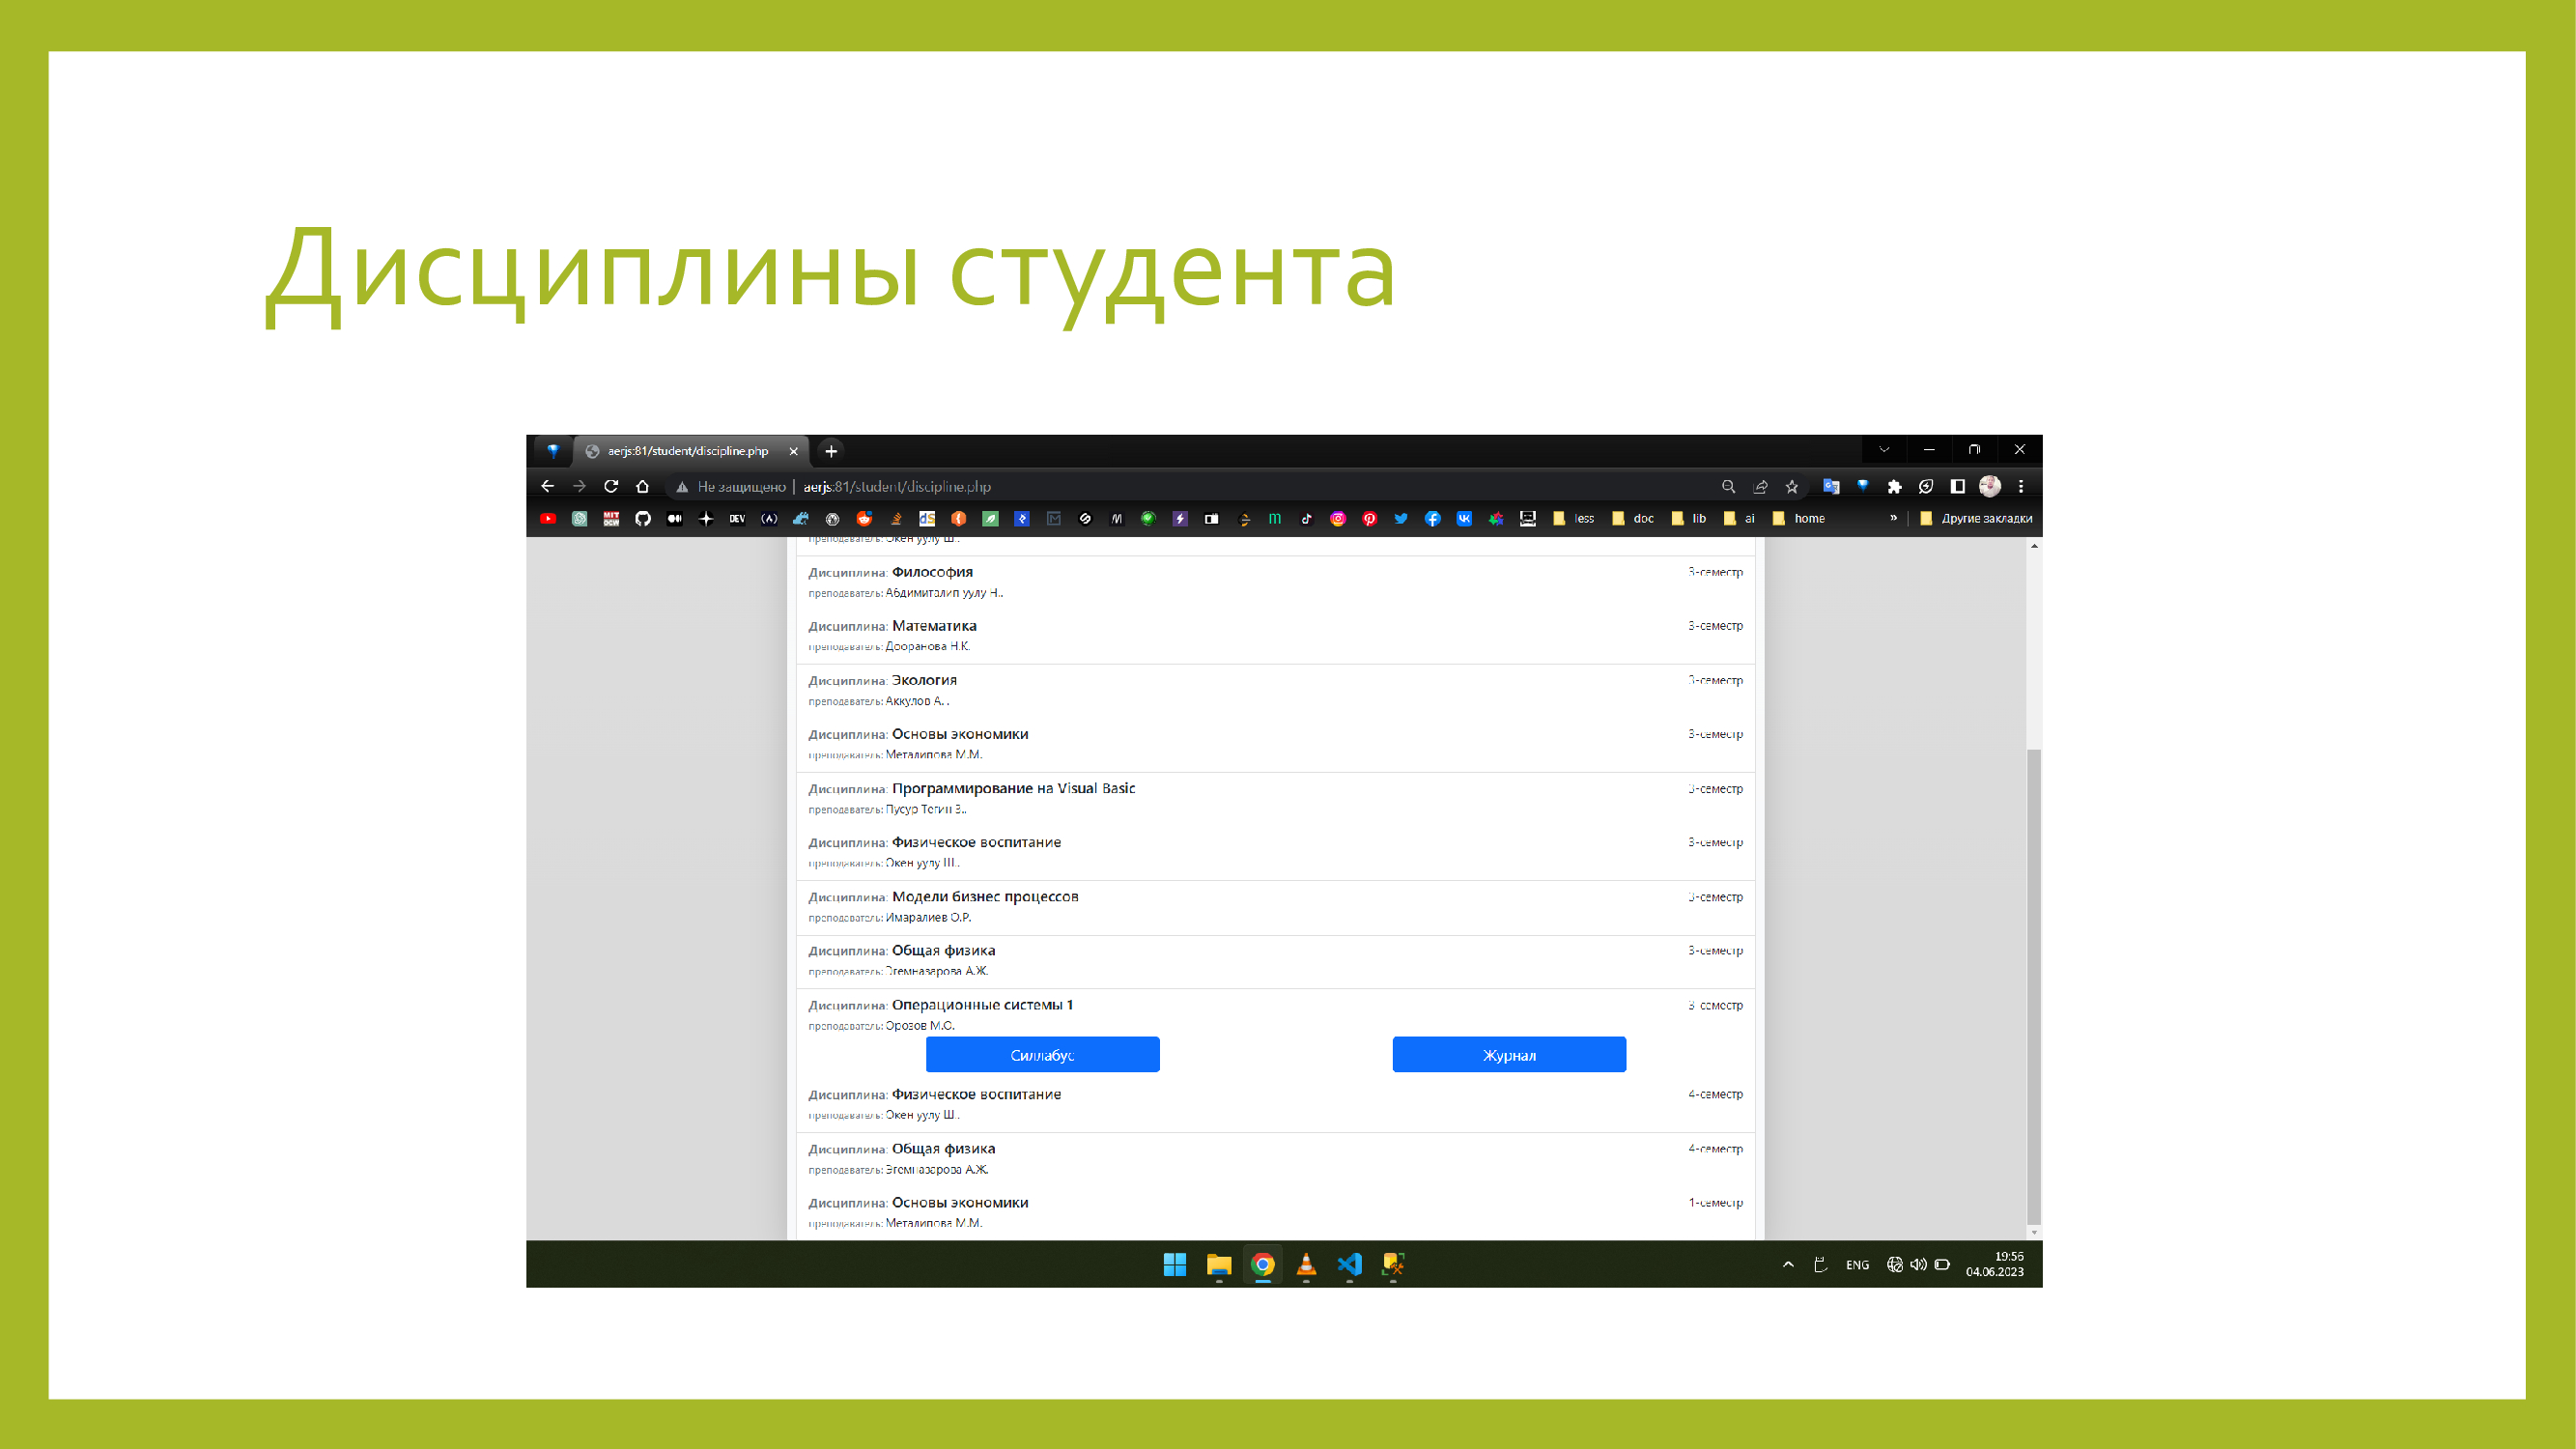 Дисциплины студента
aerjs:81/student/discipline.php
Не защищено | aerjs:81/student/discipline.php
DEV less doc lib ai home » Другие закладки
преподаватель: Окен уулу Ш..
Дисциплина: Философия 3-семестр
преподаватель: Абдимиталип уулу Н..
Дисциплина: Математика 3-семестр
преподаватель: Дооранова Н.К.
Дисциплина: Экология 3-семестр
преподаватель: Аккулов А. .
Дисциплина: Основы экономики 3-семестр
преподаватель: Металипова М.М.
Дисциплина: Программирование на Visual Basic 3-семестр
преподаватель: Пусур Тегин З..
Дисциплина: Физическое воспитание 3-семестр
преподаватель: Окен уулу Ш..
Дисциплина: Модели бизнес процессов 3-семестр
преподаватель: Имаралиев О.Р.
Дисциплина: Общая физика 3-семестр
преподаватель: Эгемназарова А.Ж.
Дисциплина: Операционные системы 1 3-семестр
преподаватель: Орозов М.О.
Силлабус Журнал
Дисциплина: Физическое воспитание 4-семестр
преподаватель: Окен уулу Ш..
Дисциплина: Общая физика 4-семестр
преподаватель: Эгемназарова А.Ж.
Дисциплина: Основы экономики 1-семестр
преподаватель: Металипова М.М.
ENG 19:56
04.06.2023